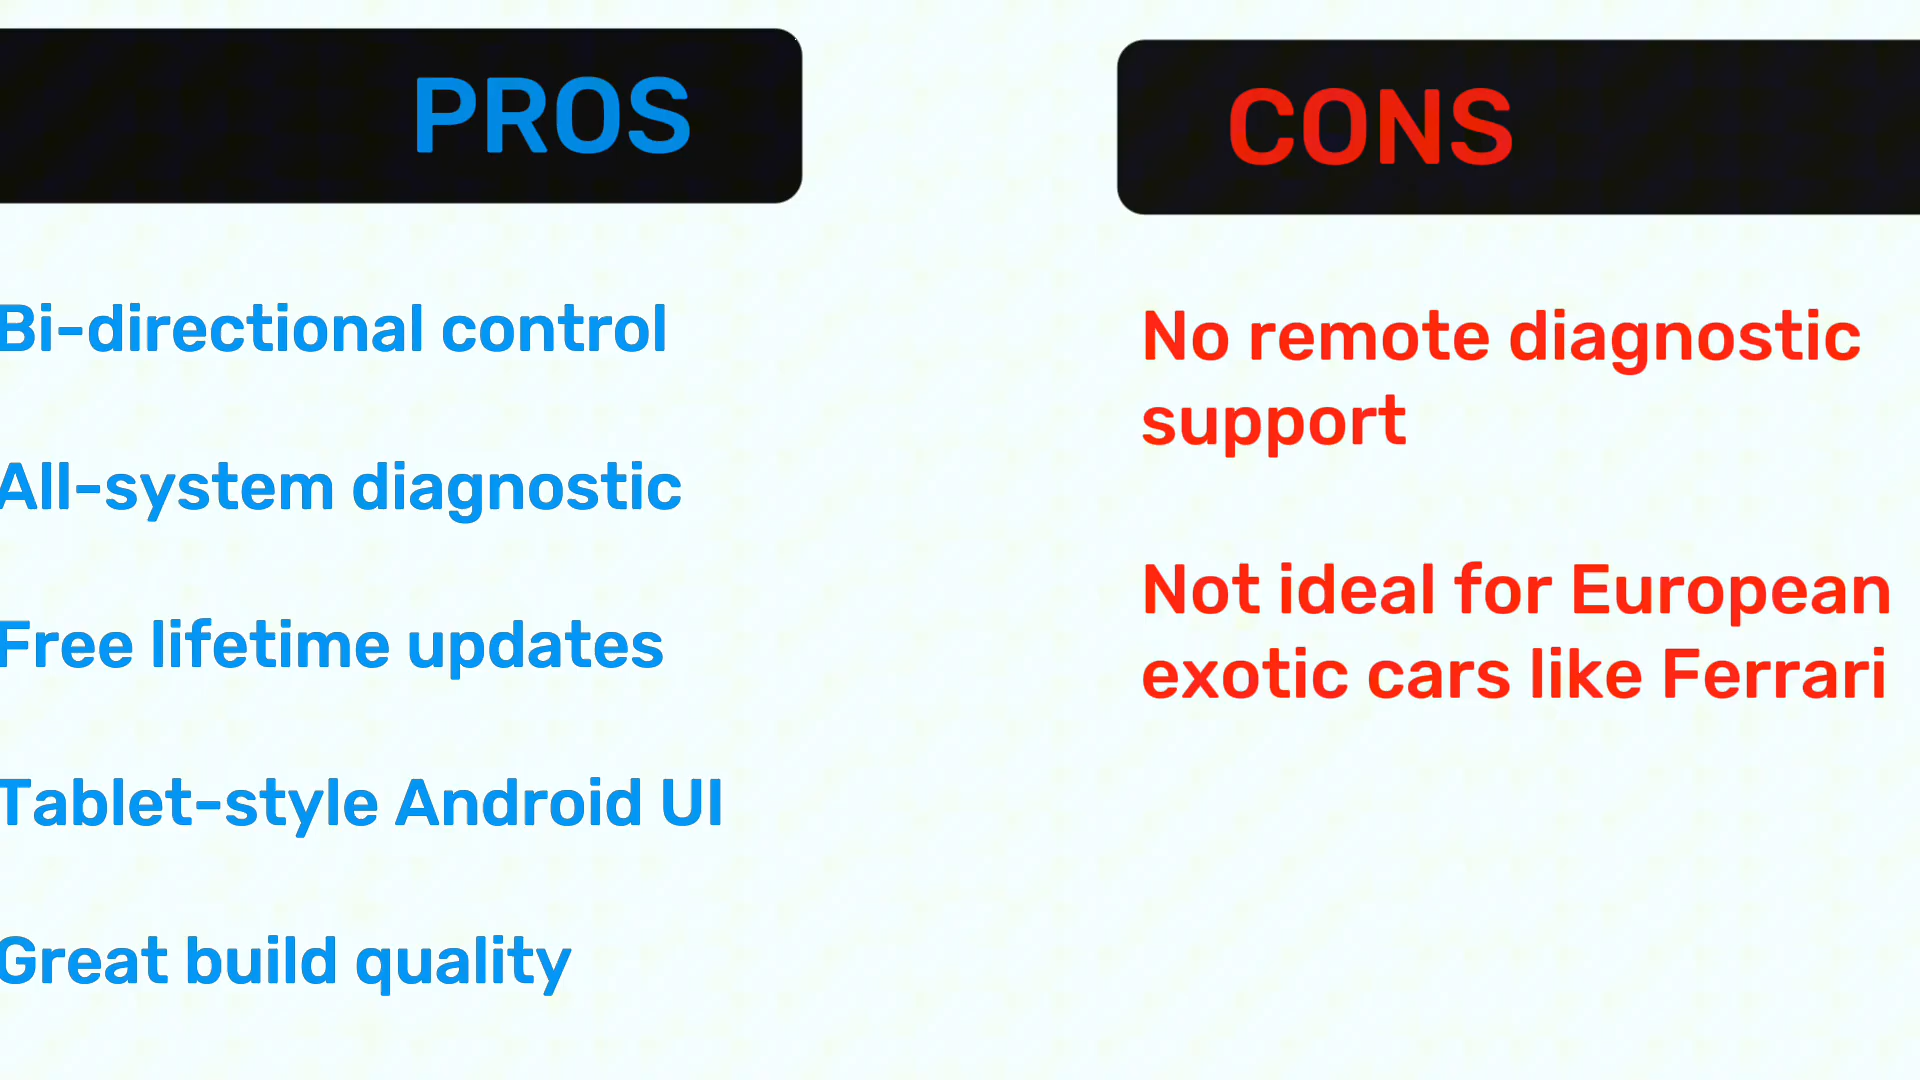 PROS
Bi-directional control
All-system diagnostic
Free lifetime updates
Tablet-style Android UI
Great build quality
CONS
No remote diagnostic
support
Not ideal for European
exotic cars like Ferrari